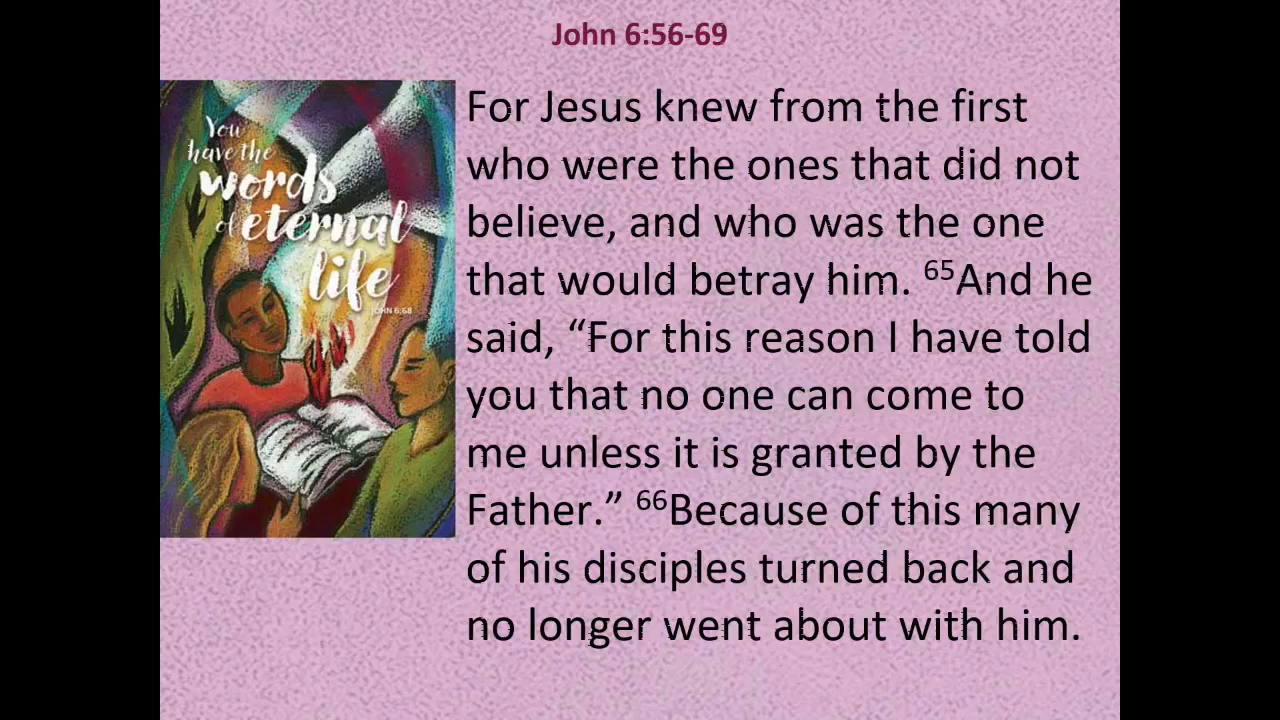 John 6:56-69
You
have the
words
of eternal
life
JOHN 6:68
For Jesus knew from the first
who were the ones that did not
believe, and who was the one
that would betray him. ⁶⁵And he
said, “For this reason I have told
you that no one can come to
me unless it is granted by the
Father.” ⁶⁶Because of this many
of his disciples turned back and
no longer went about with him.